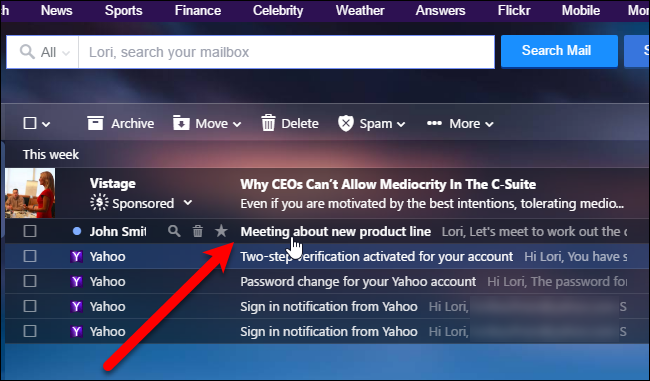 News Sports Finance Celebrity Weather Answers Flickr Mobile
All Lori, search your mailbox Search Mail
Archive Move Delete Spam More
This week
Vistage Why CEOs Can’t Allow Mediocrity In The C-Suite
Sponsored Even if you are motivated by the best intentions, tolerating medio...
John Smit Meeting about new product line Lori, Let's meet to work out the
Yahoo Two-step verification activated for your account Hi Lori, You have s
Yahoo Password change for your Yahoo account Hi Lori, The password for
Yahoo Sign in notification from Yahoo Hi Lori, S
Yahoo Sign in notification from Yahoo Hi Lori, S